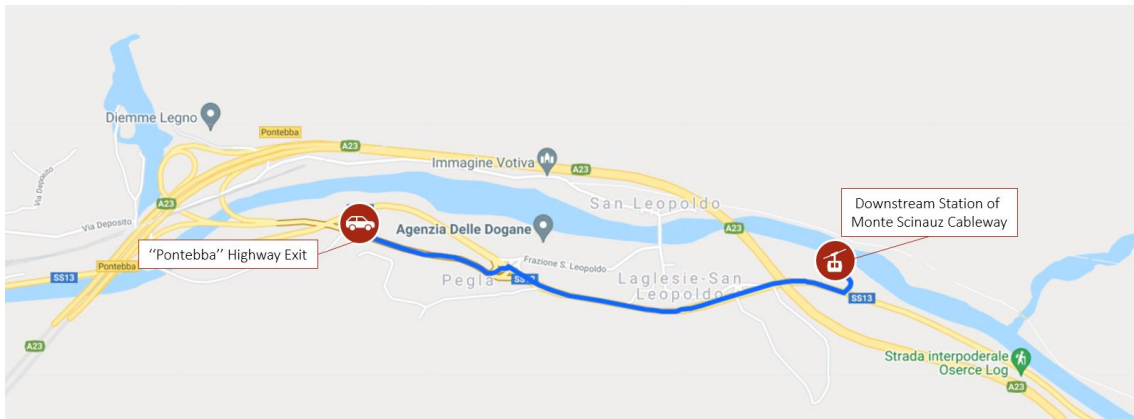 Diemme Legno
Pontebba
A23
Immagine Votiva
A23
Via Deposito
A23
San Leopoldo
Downstream Station of
Monte Scinauz Cableway
Via Deposito
Agenzia Delle Dogane
A23
‘‘Pontebba’’ Highway Exit
Pontebba
Frazione S. Leopoldo
SS13
Pegla
SS13
Laglesie-San
Leopoldo
SS13
A23
Strada interpoderale
Oserce Log
A23